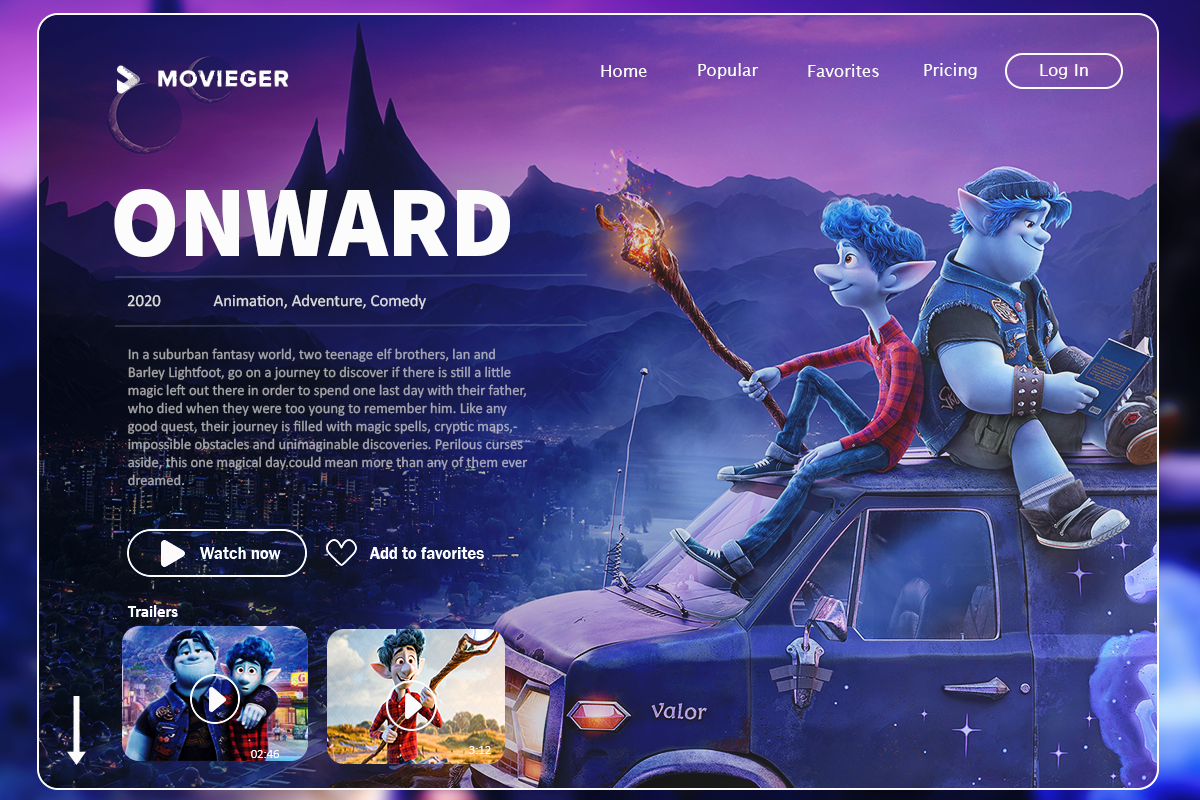 MOVIEGER
Home
Popular
Favorites
Pricing
Log In
ONWARD
2020
Animation, Adventure, Comedy
In a suburban fantasy world, two teenage elf brothers, Ian and
Barley Lightfoot, go on a journey to discover if there is still a little
magic left out there in order to spend one last day with their father,
who died when they were too young to remember him. Like any
good quest, their journey is filled with magic spells, cryptic maps,
impossible obstacles and unimaginable discoveries. Perilous curses
aside, this one magical day could mean more than any of them ever
dreamed.
Watch now
Add to favorites
Trailers
02:46
3:12
Valor